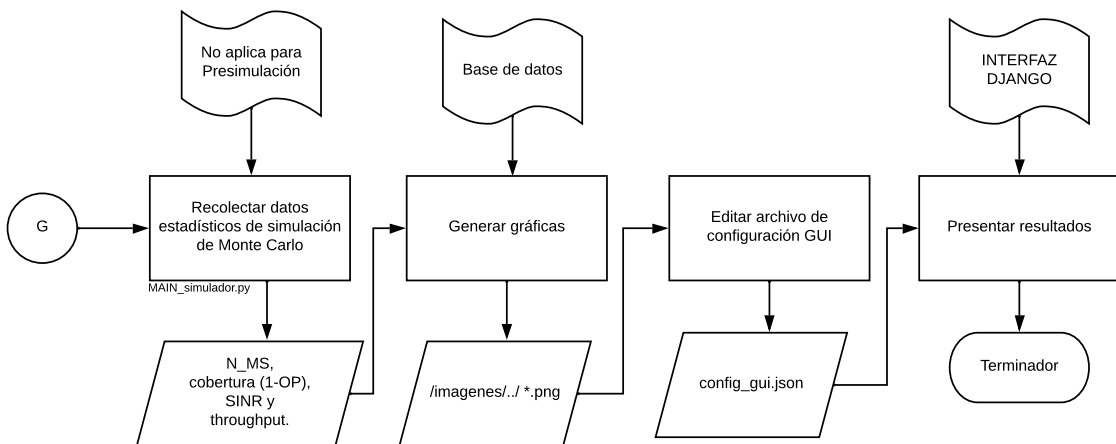 No aplica para
Presimulación
Base de datos
INTERFAZ
DJANGO
G
Recolectar datos
estadísticos de simulación
de Monte Carlo
MAIN_simulador.py
Generar gráficas
Editar archivo de
configuración GUI
Presentar resultados
N_MS,
cobertura (1-OP),
SINR y
throughput.
/imagenes/../ *.png
config_gui.json
Terminador